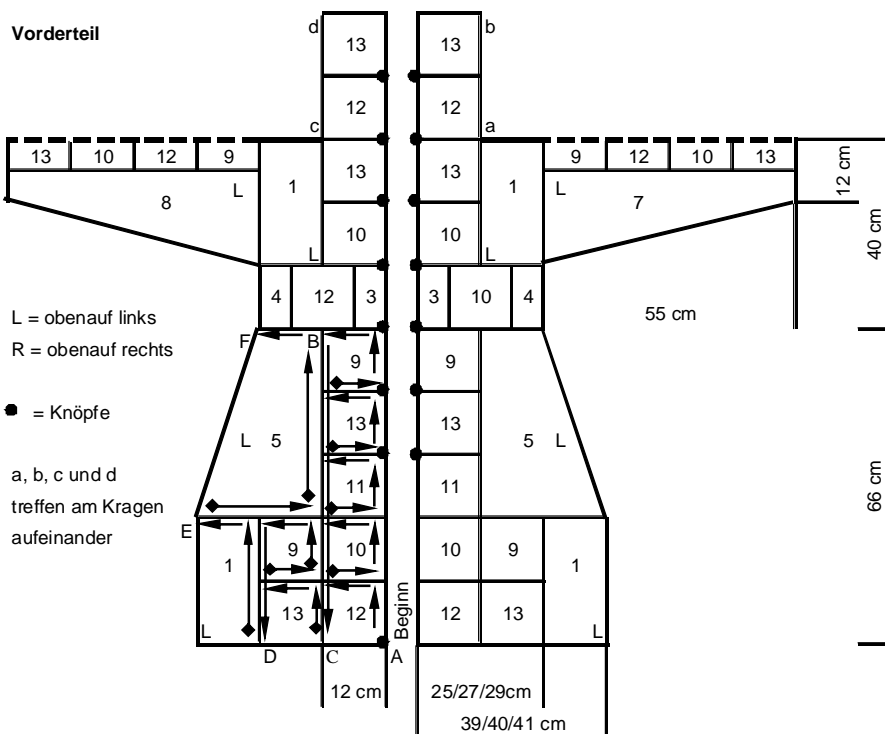 Vorderteil
d 13 13 b
12 12
c a
13 10 12 9 13 13 9 12 10 13
8 L 1 1 L 7
L 10 10 L
12 cm
40 cm
4 12 3 3 10 4
55 cm
L = obenauf links
R = obenauf rechts
F B
9 9
= Knöpfe
13 13
L 5 5 L
a, b, c und d
treffen am Kragen
aufeinander
11 11
66 cm
E
1 9 10 10 9 1
13 12 Beginn 12 13
L L
D C A
12 cm 25/27/29cm
39/40/41 cm